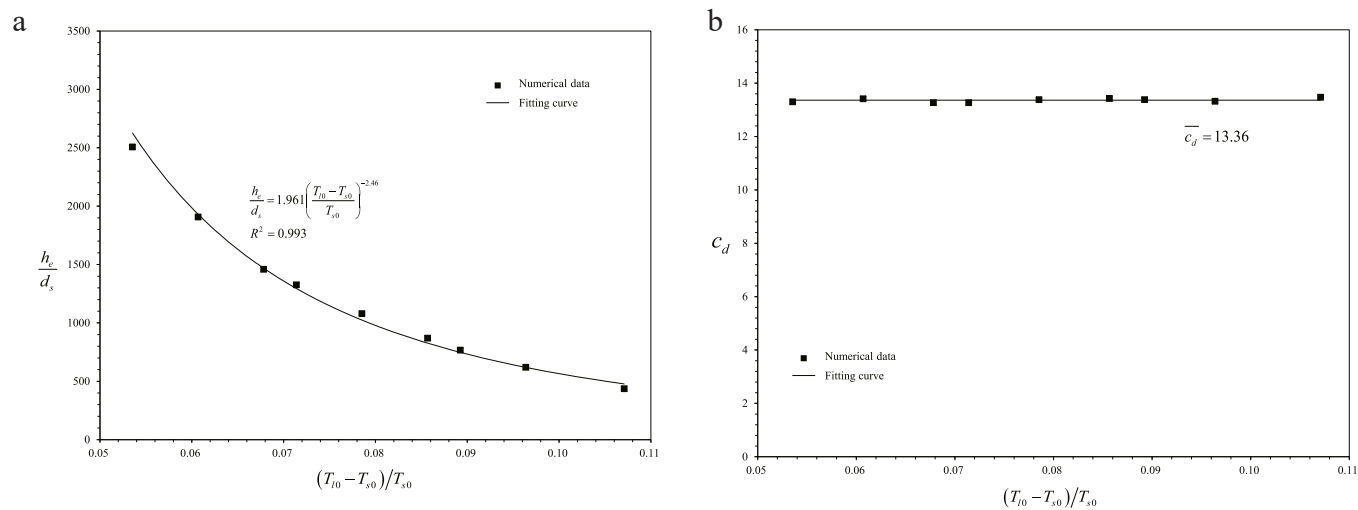 a
3500
3000
2500
2000
1500
1000
500
0
h_e/d_s
Numerical data
Fitting curve
h_e/d_s = 1.961((T_l0 − T_s0)/T_s0)^−2.46
R² = 0.993
0.05 0.06 0.07 0.08 0.09 0.10 0.11
(T_l0 − T_s0)/T_s0
b
16
14
12
10
8
6
4
2
0
c_d
c̅_d̅ = 13.36
Numerical data
Fitting curve
0.05 0.06 0.07 0.08 0.09 0.10 0.11
(T_l0 − T_s0)/T_s0